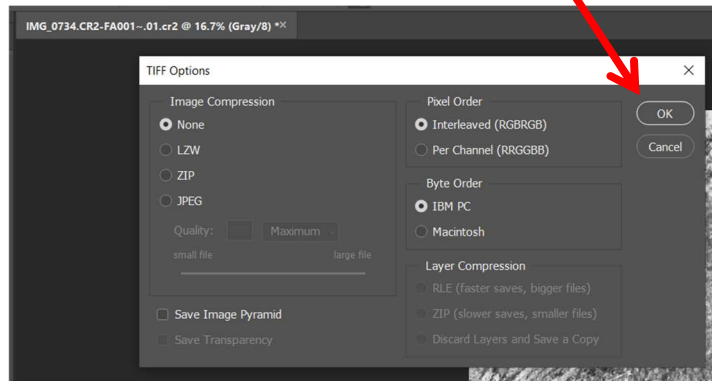 IMG_0734.CR2-FA001~.01.cr2 @ 16.7% (Gray/8) *×
TIFF Options
Image Compression
None
LZW
ZIP
JPEG
Quality:
Maximum
small file
large file
Save Image Pyramid
Save Transparency
Pixel Order
Interleaved (RGBRGB)
Per Channel (RRGGBB)
Byte Order
IBM PC
Macintosh
Layer Compression
RLE (faster saves, bigger files)
ZIP (slower saves, smaller files)
Discard Layers and Save a Copy
OK
Cancel